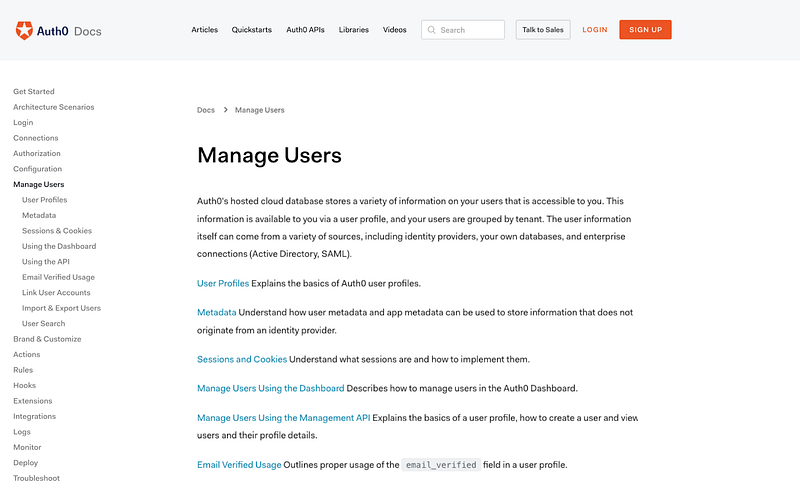 Auth0 Docs
Articles Quickstarts Auth0 APIs Libraries Videos Search Talk to Sales LOGIN SIGN UP
Get Started
Architecture Scenarios
Login
Connections
Authorization
Configuration
Manage Users
User Profiles
Metadata
Sessions & Cookies
Using the Dashboard
Using the API
Email Verified Usage
Link User Accounts
Import & Export Users
User Search
Brand & Customize
Actions
Rules
Hooks
Extensions
Integrations
Logs
Monitor
Deploy
Troubleshoot
Docs > Manage Users
Manage Users
Auth0's hosted cloud database stores a variety of information on your users that is accessible to you. This
information is available to you via a user profile, and your users are grouped by tenant. The user information
itself can come from a variety of sources, including identity providers, your own databases, and enterprise
connections (Active Directory, SAML).
User Profiles Explains the basics of Auth0 user profiles.
Metadata Understand how user metadata and app metadata can be used to store information that does not
originate from an identity provider.
Sessions and Cookies Understand what sessions are and how to implement them.
Manage Users Using the Dashboard Describes how to manage users in the Auth0 Dashboard.
Manage Users Using the Management API Explains the basics of a user profile, how to create a user and view
users and their profile details.
Email Verified Usage Outlines proper usage of the email_verified field in a user profile.